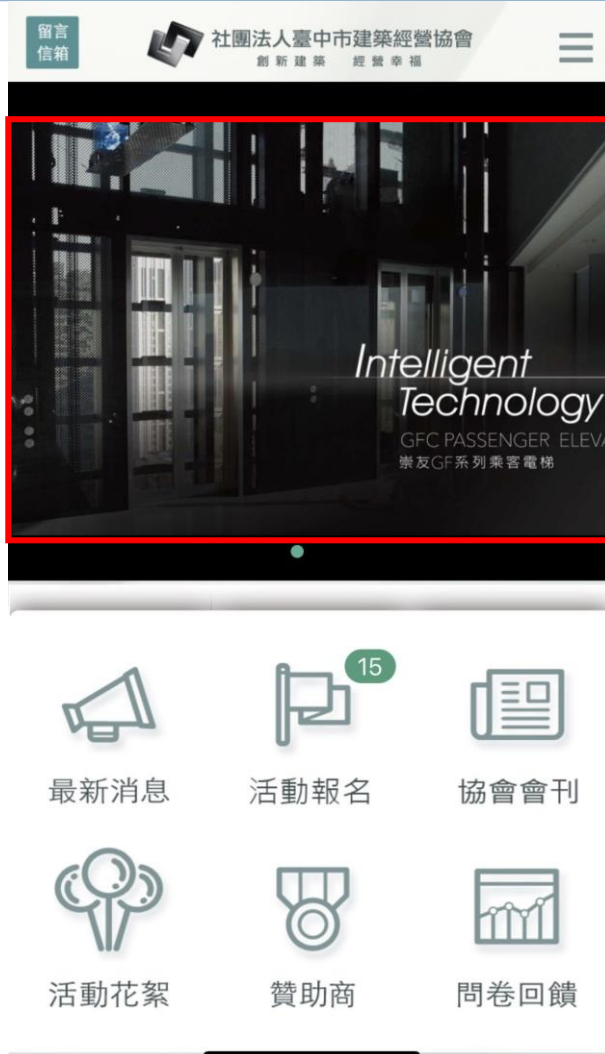 留言
信箱
社團法人臺中市建築經營協會
創新建築 經營幸福
Intelligent
Technology
GFC PASSENGER ELEVA
崇友GF系列乘客電梯
15
最新消息
活動報名
協會會刊
活動花絮
贊助商
問卷回饋